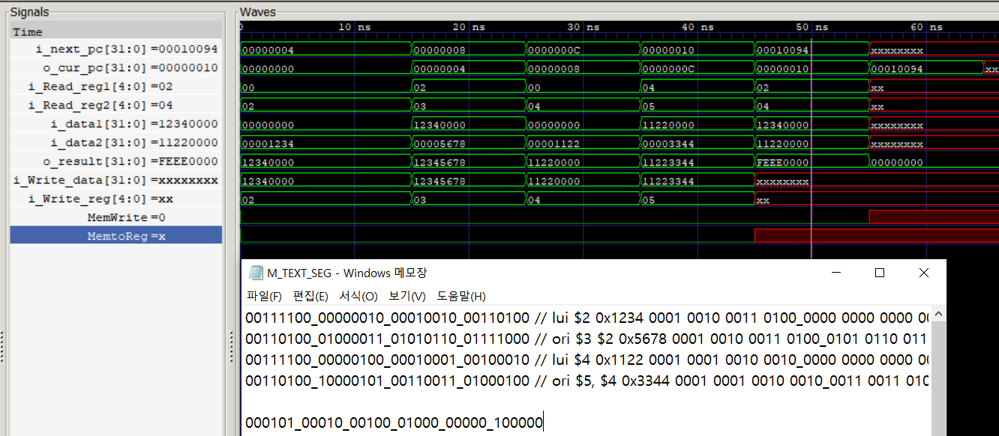 Signals
Waves
Time
0 10 ns 20 ns 30 ns 40 ns 50 ns 60 ns
i_next_pc[31:0] =00010094 00000004 00000008 0000000C 00000010 00010094 xxxxxxxx
o_cur_pc[31:0] =00000010 00000000 00000004 00000008 0000000C 00000010 00010094 xx
i_Read_reg1[4:0] =02 00 02 00 04 02 xx
i_Read_reg2[4:0] =04 02 03 04 05 04 xx
i_data1[31:0] =12340000 00000000 12340000 00000000 11220000 12340000 xxxxxxxx
i_data2[31:0] =11220000 00001234 00005678 00001122 00003344 11220000 xxxxxxxx
o_result[31:0] =FEEE0000 12340000 12345678 11220000 11223344 FEEE0000 00000000
i_Write_data[31:0] =xxxxxxxx 12340000 12345678 11220000 11223344 xxxxxxxx
i_Write_reg[4:0] =xx 02 03 04 05 xx
MemWrite =0
MemtoReg =x
M_TEXT_SEG - Windows 메모장
파일(F) 편집(E) 서식(O) 보기(V) 도움말(H)
00111100_00000010_00010010_00110100 // lui $2 0x1234 0001 0010 0011 0100_0000 0000 0000 0
00110100_01000011_01010110_01111000 // ori $3 $2 0x5678 0001 0010 0011 0100_0101 0110 011
00111100_00000100_00010001_00100010 // lui $4 0x1122 0001 0001 0010 0010_0000 0000 0000 0
00110100_10000101_00110011_01000100 // ori $5, $4 0x3344 0001 0001 0010 0010_0011 0011 010
000101_00010_00100_01000_00000_100000